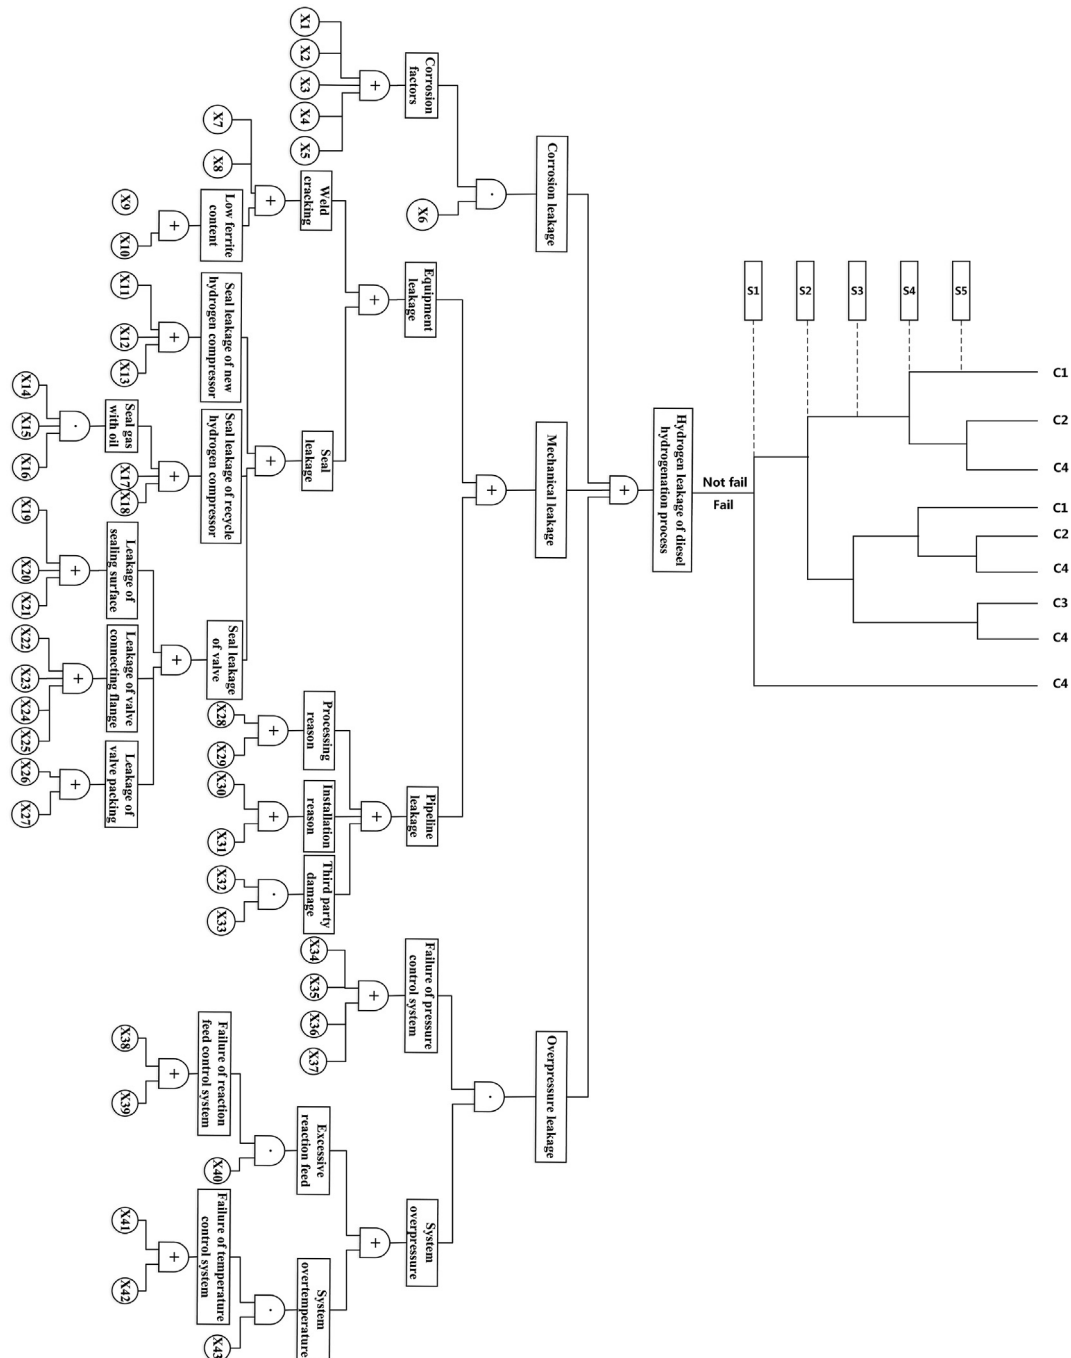 S1
S2
S3
S4
S5
C1
C2
C4
C1
C2
C4
C3
C4
C4
Not fail
Fail
Hydrogen leakage of diesel
hydrogenation process
+
Corrosion leakage
Mechanical leakage
Overpressure leakage
·
+
·
Corrosion
factors
X6
Equipment
leakage
Pipeline
leakage
Failure of pressure
control system
System
overpressure
+
+
+
+
+
X1
X2
X3
X4
X5
Weld
cracking
Seal
leakage
Processing
reason
Installation
reason
Third party
damage
X34
X35
X36
X37
Excessive
reaction feed
System
overtemperature
+
+
+
+
·
·
·
X7
X8
Low ferrite
content
Seal leakage of new
hydrogen compressor
Seal leakage of recycle
hydrogen compressor
Seal leakage
of valve
X28
X29
X30
X31
X32
X33
Failure of reaction
feed control system
X40
Failure of temperature
control system
X43
+
+
+
+
+
+
X9
X10
X11
X12
X13
Seal gas
with oil
X17
X18
Leakage of
sealing surface
Leakage of valve
connecting flange
Leakage of
valve packing
X38
X39
X41
X42
·
+
+
+
X14
X15
X16
X19
X20
X21
X22
X23
X24
X25
X26
X27